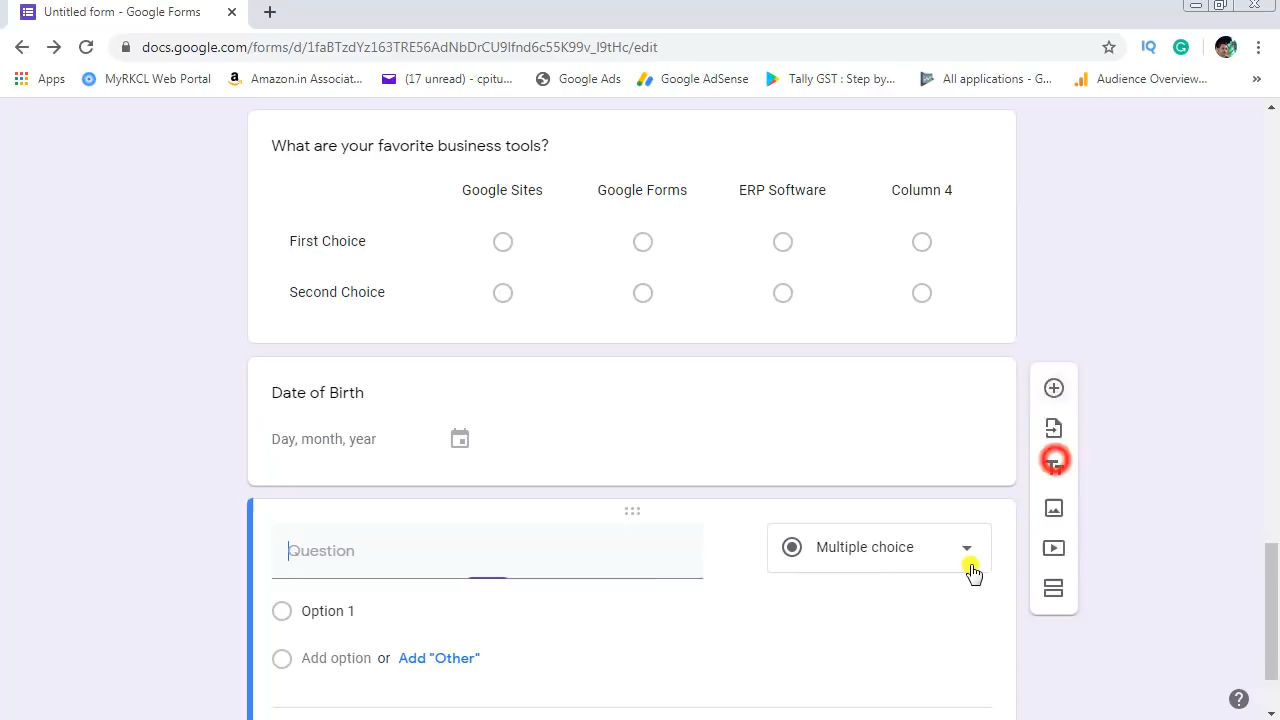 Untitled form - Google Forms
docs.google.com/forms/d/1faBTzdYz163TRE56AdNbDrCU9Ifnd6c55K99v_I9tHc/edit
IQ
Apps MyRKCL Web Portal Amazon.in Associat... (17 unread) - cpitu... Google Ads Google AdSense Tally GST : Step by... All applications - G... Audience Overview... »
What are your favorite business tools?
Google Sites Google Forms ERP Software Column 4
First Choice
Second Choice
Date of Birth
Day, month, year
Question
Multiple choice
Option 1
Add option or Add "Other"